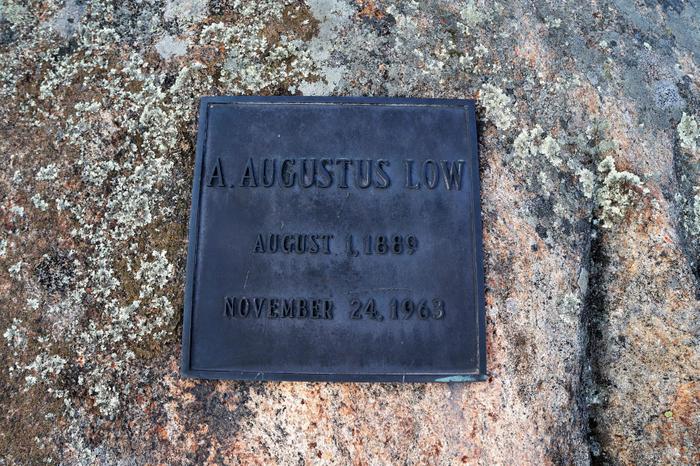 A. AUGUSTUS LOW
AUGUST 1, 1889
NOVEMBER 24, 1963